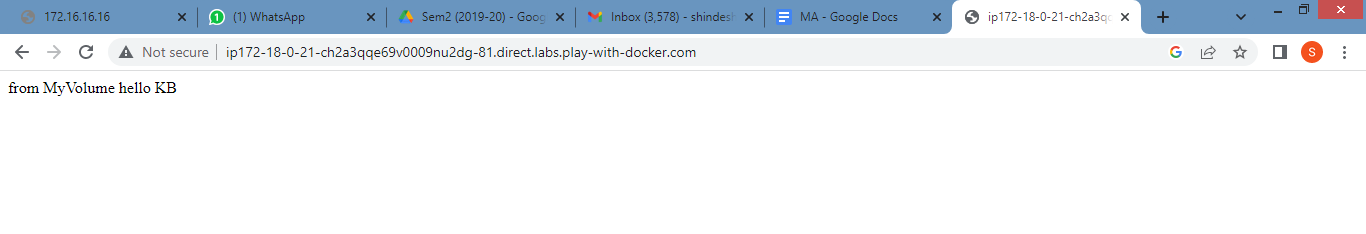 172.16.16.16
(1) WhatsApp
Sem2 (2019-20) - Goog
Inbox (3,578) - shindesh
MA - Google Docs
ip172-18-0-21-ch2a3qq
Not secure
ip172-18-0-21-ch2a3qqe69v0009nu2dg-81.direct.labs.play-with-docker.com
S
from MyVolume hello KB